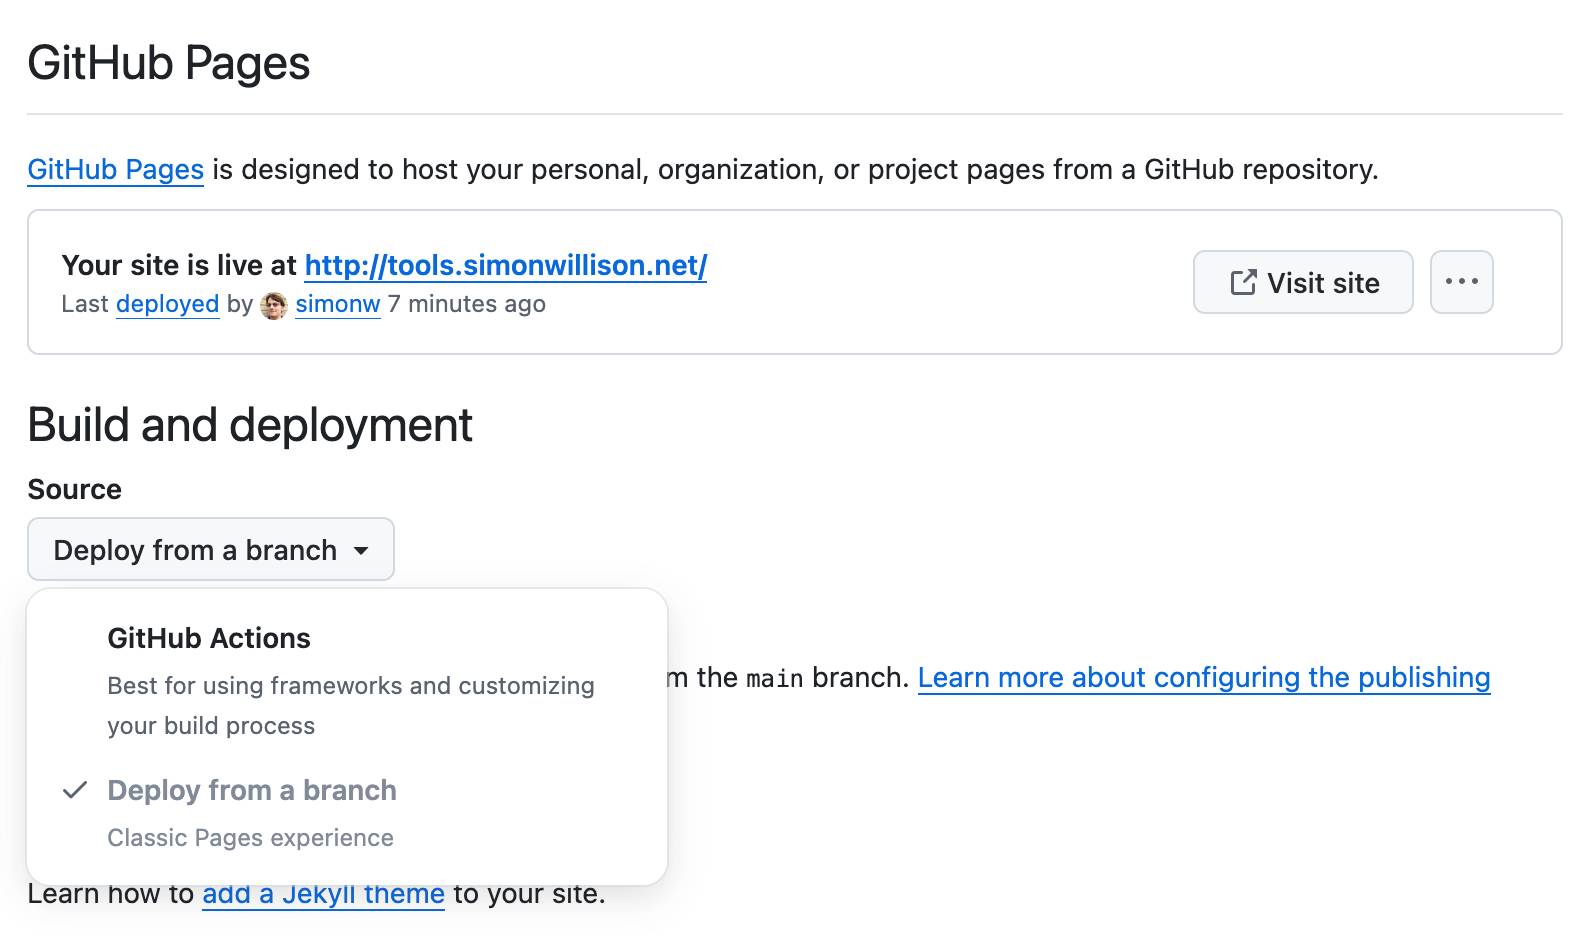 GitHub Pages
GitHub Pages is designed to host your personal, organization, or project pages from a GitHub repository.
Your site is live at http://tools.simonwillison.net/
Last deployed by simonw 7 minutes ago
Visit site
Build and deployment
Source
Deploy from a branch
GitHub Actions
Best for using frameworks and customizing
your build process
the main branch. Learn more about configuring the publishing
Deploy from a branch
Classic Pages experience
Learn how to add a Jekyll theme to your site.